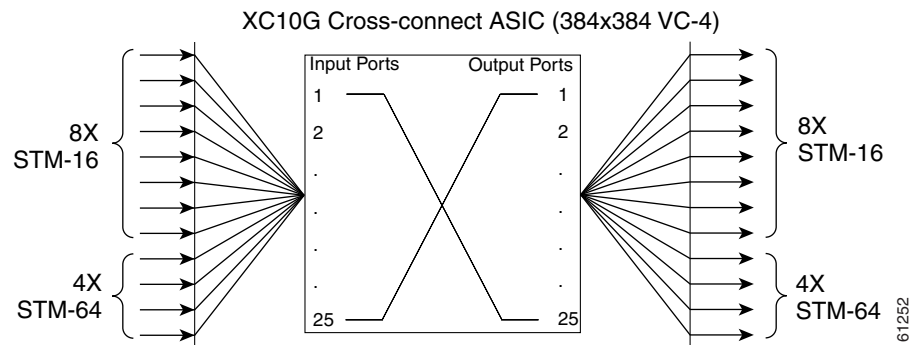 XC10G Cross-connect ASIC (384x384 VC-4)
Input Ports
Output Ports
1
1
2
2
.
.
.
.
.
.
.
.
25
25
8X
STM-16
4X
STM-64
8X
STM-16
4X
STM-64
61252